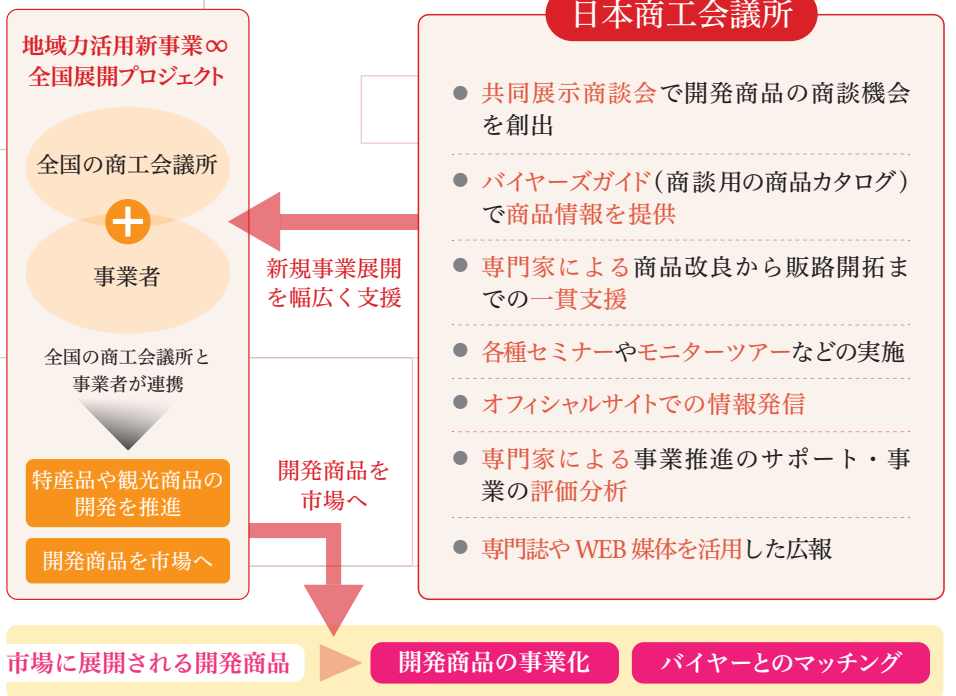 地域力活用新事業∞
全国展開プロジェクト
全国の商工会議所
+
事業者
全国の商工会議所と
事業者が連携
特産品や観光商品の
開発を推進
開発商品を市場へ
新規事業展開
を幅広く支援
開発商品を
市場へ
日本商工会議所
● 共同展示商談会で開発商品の商談機会
を創出
● バイヤーズガイド(商談用の商品カタログ)
で商品情報を提供
● 専門家による商品改良から販路開拓ま
での一貫支援
● 各種セミナーやモニターツアーなどの実施
● オフィシャルサイトでの情報発信
● 専門家による事業推進のサポート・事
業の評価分析
● 専門誌や WEB 媒体を活用した広報
市場に展開される開発商品
開発商品の事業化
バイヤーとのマッチング